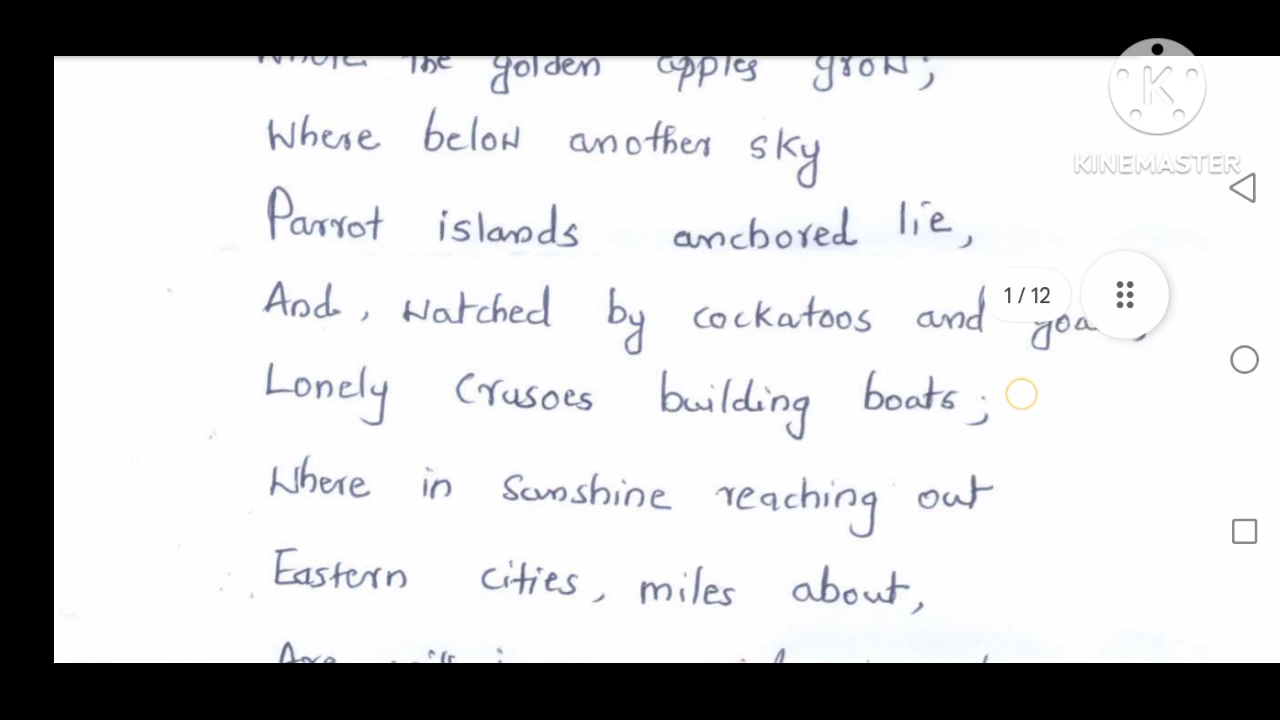 the golden apples grow;
Where below another sky
Parrot islands anchored lie,
And, watched by cockatoos and
Lonely Crusoes building boats;
Where in sunshine reaching out
Eastern cities, miles about,
KINEMASTER
1 / 12